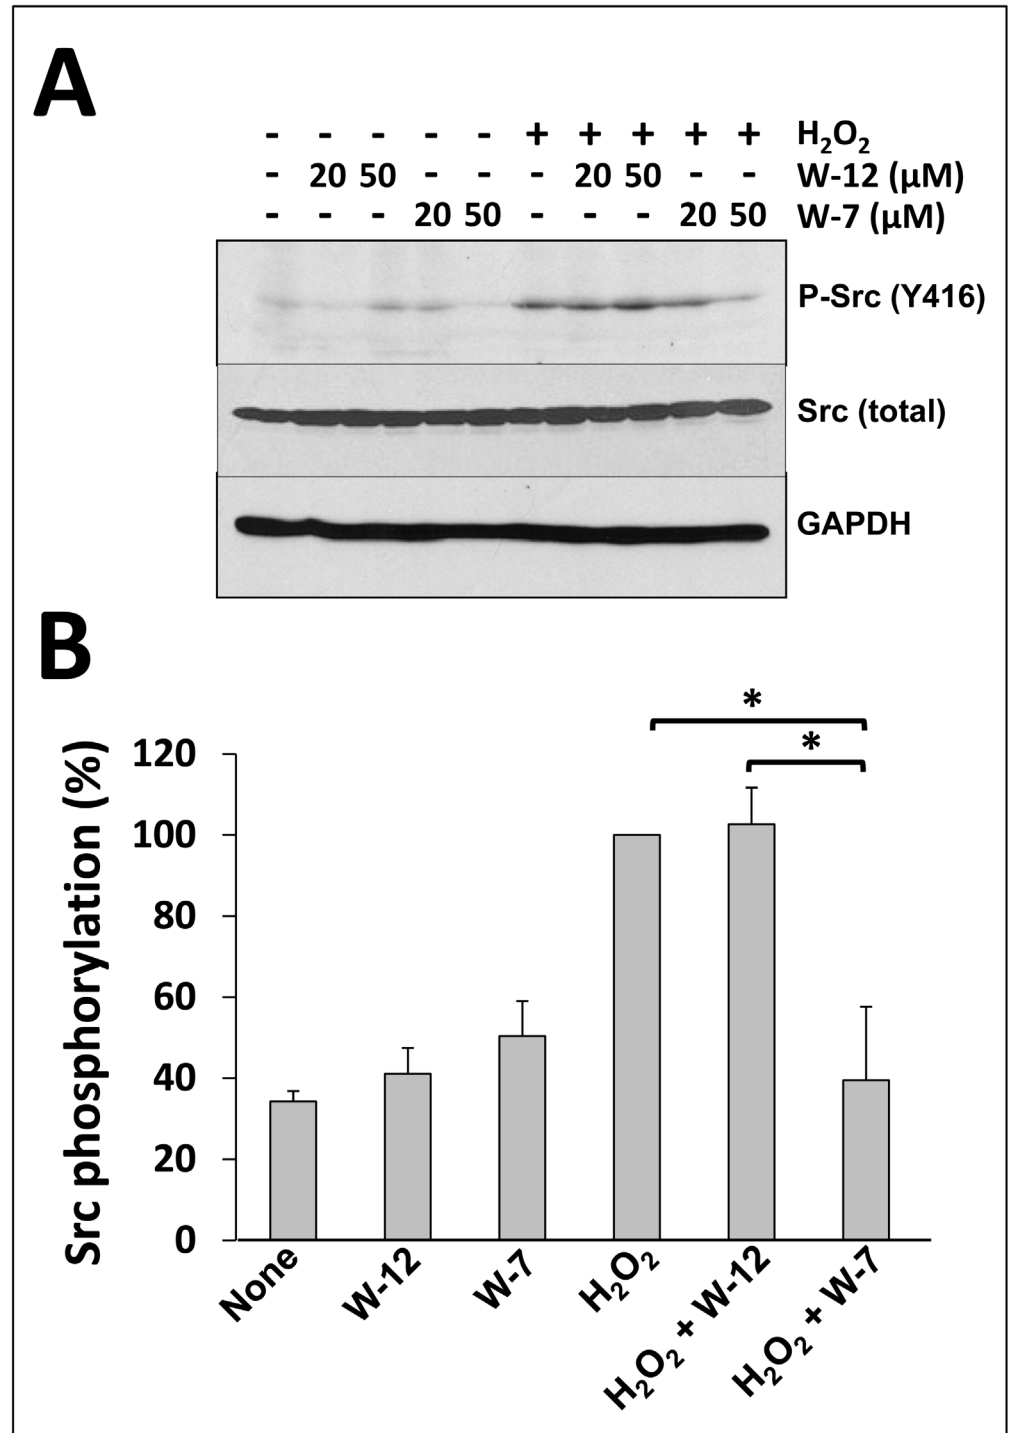 A
- - - - - + + + + + H₂O₂
- 20 50 - - - 20 50 - - W-12 (µM)
- - - 20 50 - - - 20 50 W-7 (µM)
P-Src (Y416)
Src (total)
GAPDH
B
*
*
Src phosphorylation (%)
120
100
80
60
40
20
0
None
W-12
W-7
H₂O₂
H₂O₂ + W-12
H₂O₂ + W-7